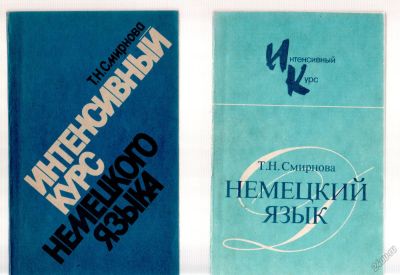 Т.Н.Смирнова
ИНТЕНСИВНЫЙ
КУРС
НЕМЕЦКОГО
ЯЗЫКА
Интенсивный
Курс
Т.Н.Смирнова
НЕМЕЦКИЙ
ЯЗЫК